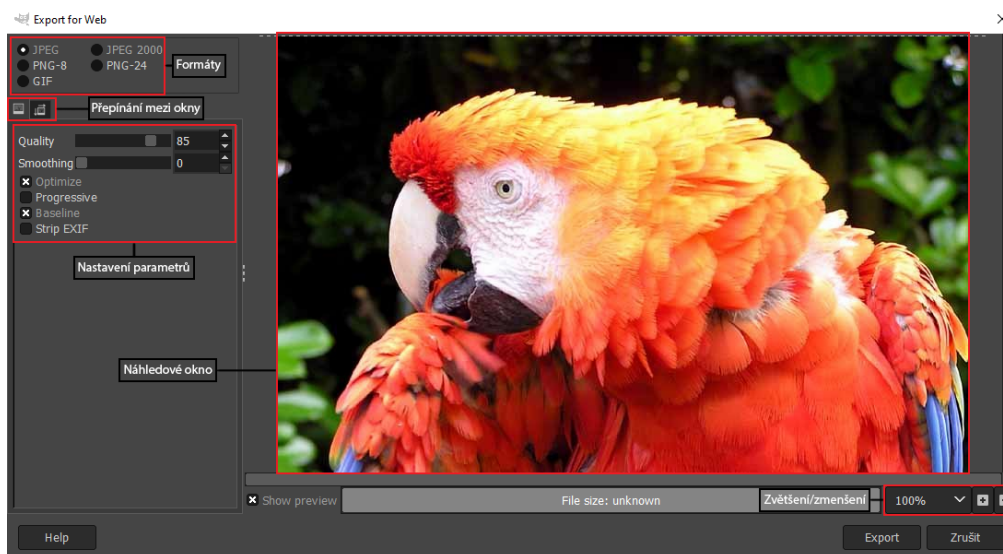 Export for Web
JPEG JPEG 2000
PNG-8 PNG-24
GIF
Formáty
Přepínání mezi okny
Quality 85
Smoothing 0
Optimize
Progressive
Baseline
Strip EXIF
Nastavení parametrů
Náhledové okno
Show preview
File size: unknown
Zvětšení/zmenšení
100%
Help
Export
Zrušit